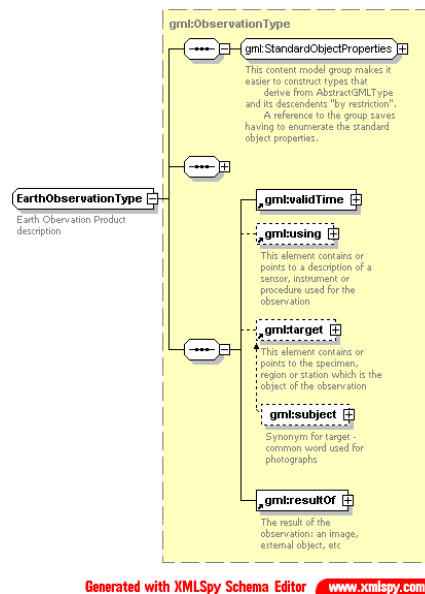 gml:ObservationType
gml:StandardObjectProperties
This content model group makes it
easier to construct types that
derive from AbstractGMLType
and its descendents "by restriction".
A reference to the group saves
having to enumerate the standard
object properties.
EarthObservationType
Earth Obervation Product
description
gml:validTime
gml:using
This element contains or
points to a description of a
sensor, instrument or
procedure used for the
observation
gml:target
This element contains or
points to the specimen,
region or station which is the
object of the observation
gml:subject
Synonym for target -
common word used for
photographs
gml:resultOf
The result of the
observation: an image,
external object, etc
Generated with XMLSpy Schema Editor www.xmlspy.com